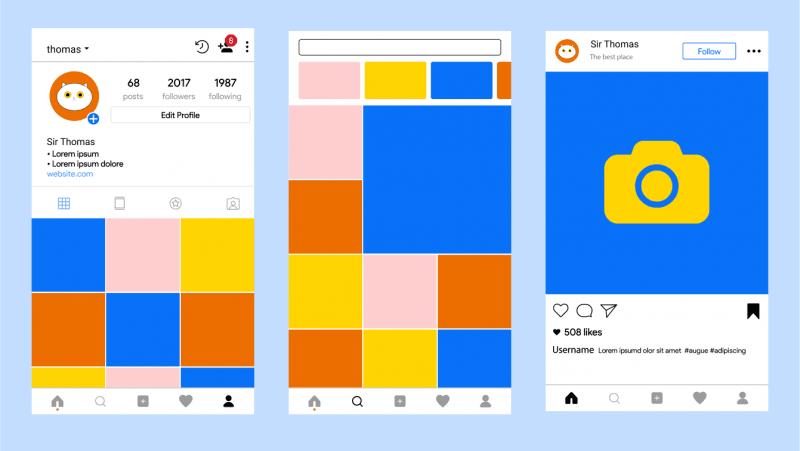 thomas
8
68 2017 1987
posts followers following
Edit Profile
Sir Thomas
• Lorem ipsum
• Lorem ipsum dolore
website.com
Sir Thomas
The best place
Follow
508 likes
Username Lorem ipsumd olor sit amet #augue #adipiscing